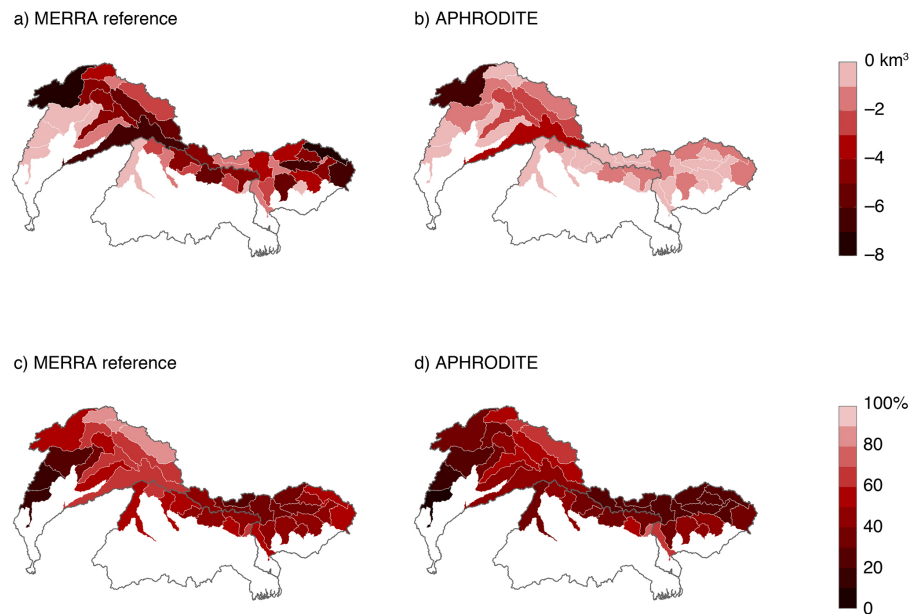 a) MERRA reference
b) APHRODITE
0 km³
–2
–4
–6
–8
c) MERRA reference
d) APHRODITE
100%
80
60
40
20
0